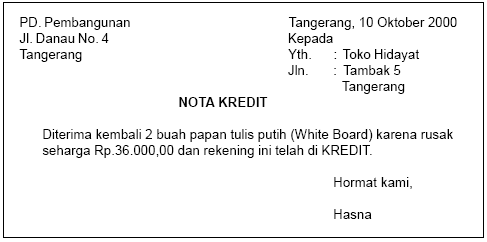 PD. Pembangunan
Jl. Danau No. 4
Tangerang
Tangerang, 10 Oktober 2000
Kepada
Yth. : Toko Hidayat
Jln. : Tambak 5
Tangerang
NOTA KREDIT
Diterima kembali 2 buah papan tulis putih (White Board) karena rusak
seharga Rp.36.000,00 dan rekening ini telah di KREDIT.
Hormat kami,
Hasna